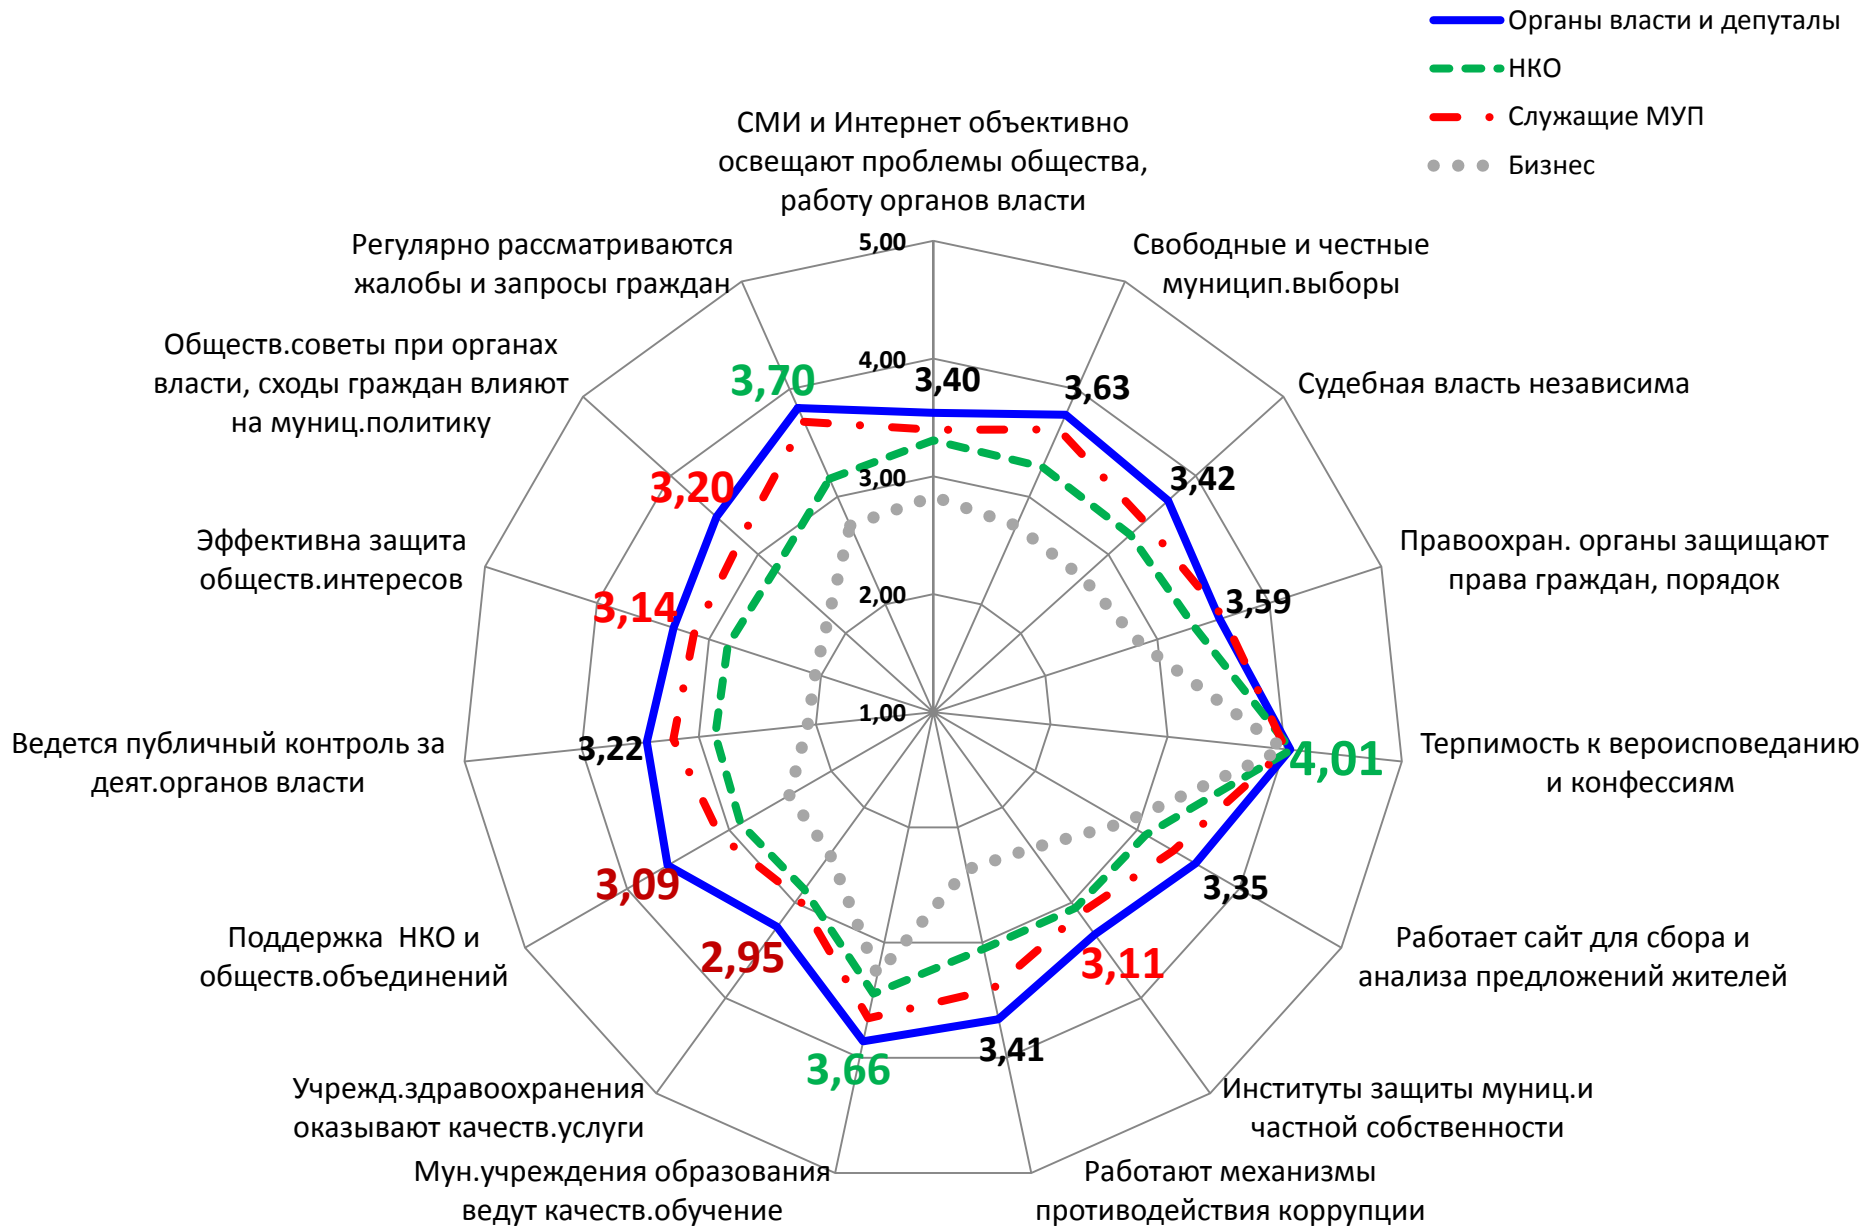 Органы власти и депуталы
НКО
Служащие МУП
Бизнес
СМИ и Интернет объективно
освещают проблемы общества,
работу органов власти
Свободные и честные
муницип.выборы
Судебная власть независима
Правоохран. органы защищают
права граждан, порядок
Терпимость к вероисповеданию
и конфессиям
Работает сайт для сбора и
анализа предложений жителей
Институты защиты муниц.и
частной собственности
Работают механизмы
противодействия коррупции
Мун.учреждения образования
ведут качеств.обучение
Учрежд.здравоохранения
оказывают качеств.услуги
Поддержка НКО и
обществ.объединений
Ведется публичный контроль за
деят.органов власти
Эффективна защита
обществ.интересов
Обществ.советы при органах
власти, сходы граждан влияют
на муниц.политику
Регулярно рассматриваются
жалобы и запросы граждан
5,00
4,00
3,00
2,00
1,00
3,40
3,63
3,42
3,59
4,01
3,35
3,11
3,41
3,66
2,95
3,09
3,22
3,14
3,20
3,70